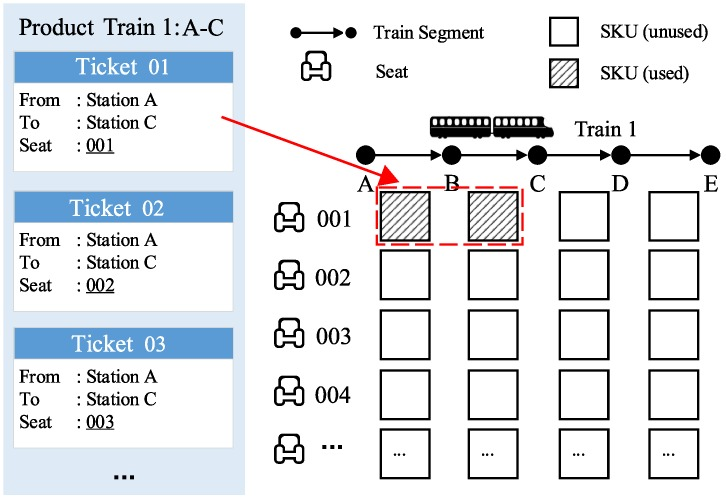 Product Train 1:A-C
Ticket 01
From : Station A
To : Station C
Seat : 001
Ticket 02
From : Station A
To : Station C
Seat : 002
Ticket 03
From : Station A
To : Station C
Seat : 003
...
Train Segment
SKU (unused)
Seat
SKU (used)
Train 1
A B C D E
001
002
003
004
... ... ... ... ...